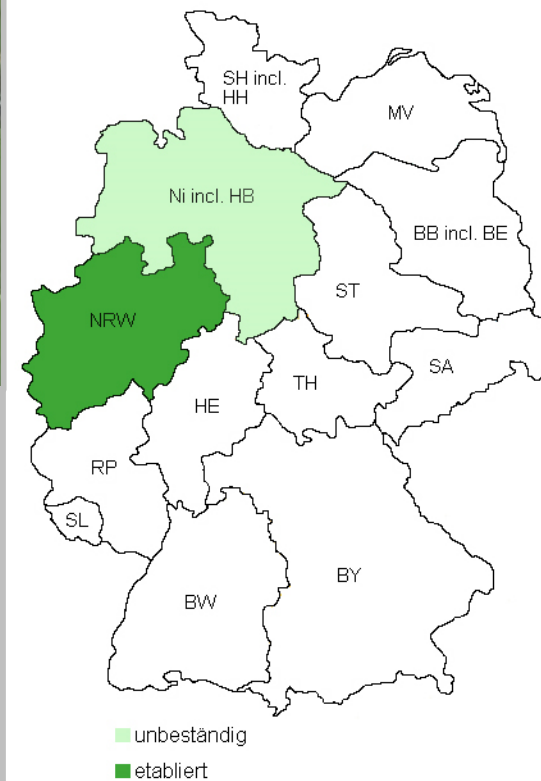 SH incl.
HH
MV
Ni incl. HB
BB incl. BE
ST
NRW
SA
TH
HE
RP
SL
BY
BW
unbeständig
etabliert